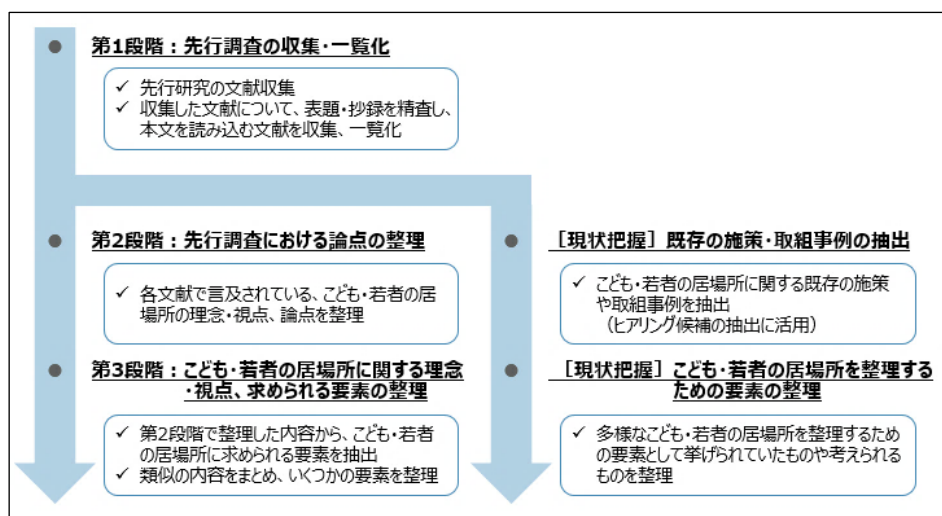 第1段階：先行調査の収集･一覧化
✓ 先行研究の文献収集
✓ 収集した文献について、表題･抄録を精査し、
本文を読み込む文献を収集、一覧化
第2段階：先行調査における論点の整理
✓ 各文献で言及されている、こども･若者の居
場所の理念･視点、論点を整理
第3段階：こども･若者の居場所に関する理念
･視点、求められる要素の整理
✓ 第2段階で整理した内容から、こども･若者
の居場所に求められる要素を抽出
✓ 類似の内容をまとめ、いくつかの要素を整理
［現状把握］既存の施策･取組事例の抽出
✓ こども･若者の居場所に関する既存の施策
や取組事例を抽出
（ヒアリング候補の抽出に活用）
［現状把握］こども･若者の居場所を整理する
ための要素の整理
✓ 多様なこども･若者の居場所を整理するため
の要素として挙げられていたものや考えられる
ものを整理